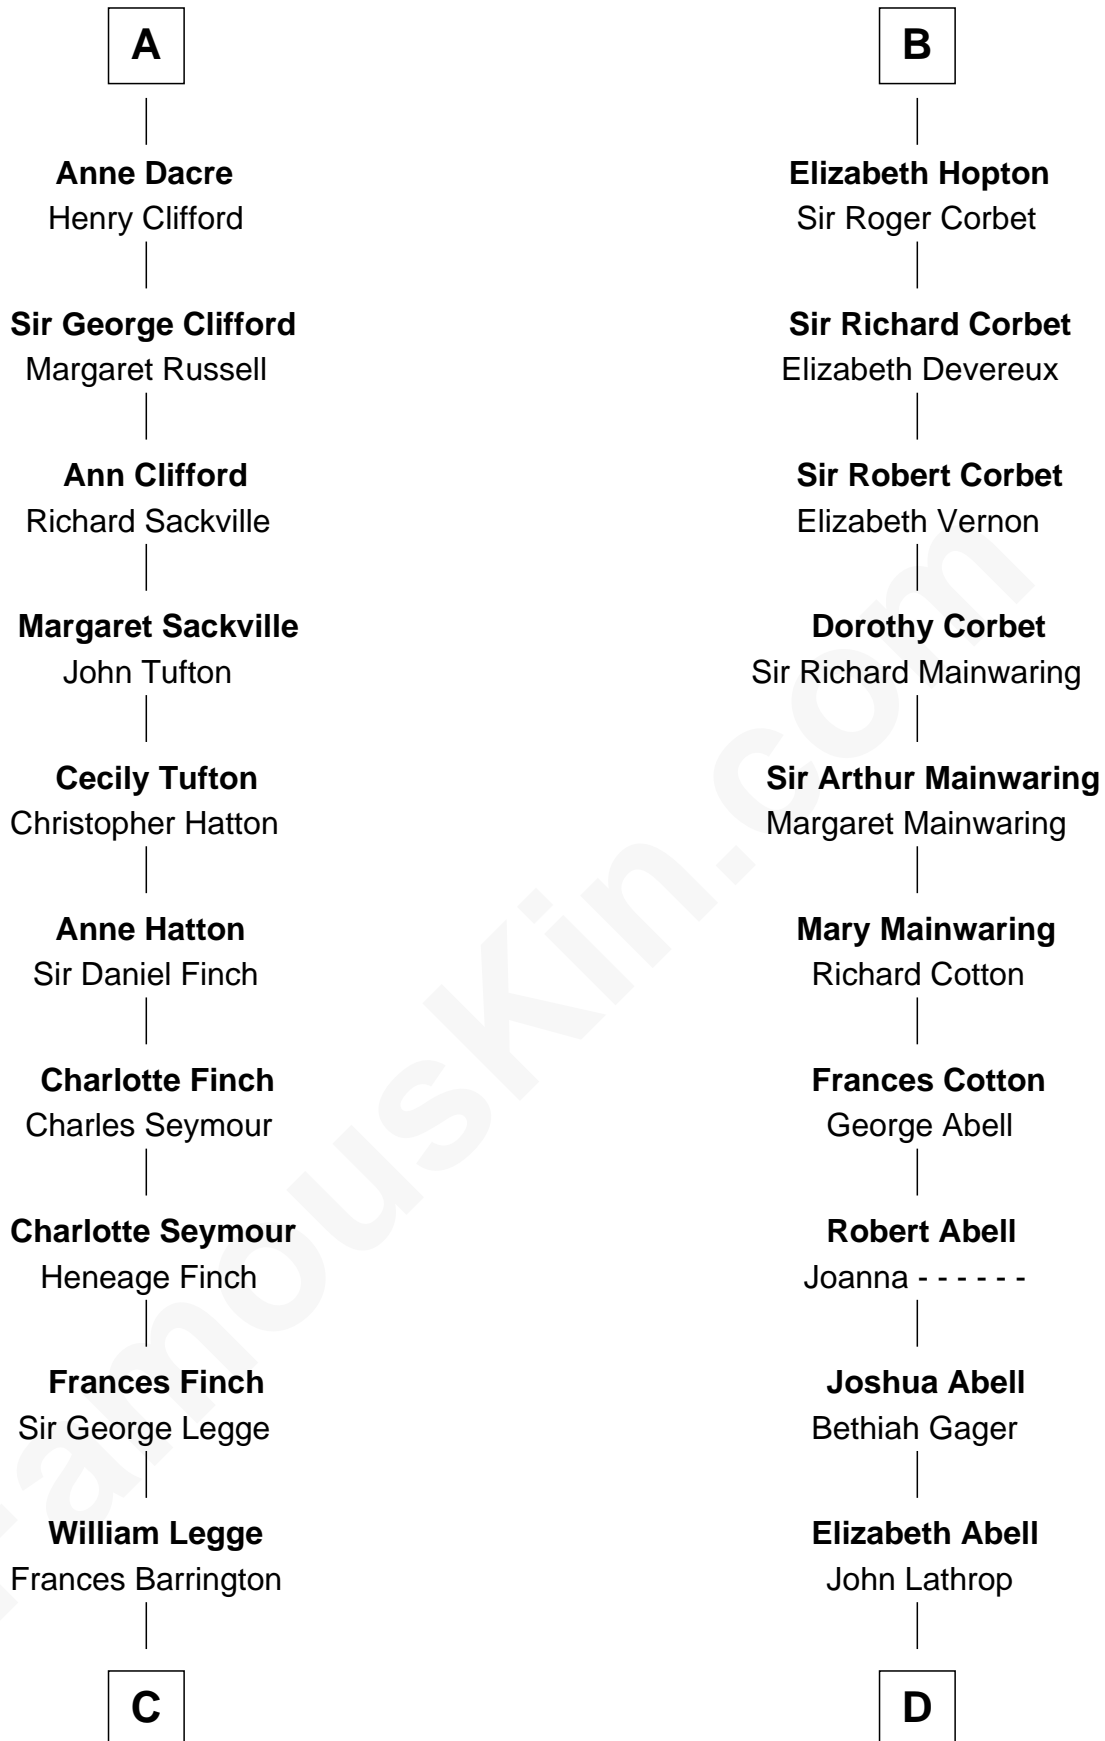 A
Anne Dacre
Henry Clifford
Sir George Clifford
Margaret Russell
Ann Clifford
Richard Sackville
Margaret Sackville
John Tufton
Cecily Tufton
Christopher Hatton
Anne Hatton
Sir Daniel Finch
Charlotte Finch
Charles Seymour
Charlotte Seymour
Heneage Finch
Frances Finch
Sir George Legge
William Legge
Frances Barrington
C
B
Elizabeth Hopton
Sir Roger Corbet
Sir Richard Corbet
Elizabeth Devereux
Sir Robert Corbet
Elizabeth Vernon
Dorothy Corbet
Sir Richard Mainwaring
Sir Arthur Mainwaring
Margaret Mainwaring
Mary Mainwaring
Richard Cotton
Frances Cotton
George Abell
Robert Abell
Joanna - - - - - -
Joshua Abell
Bethiah Gager
Elizabeth Abell
John Lathrop
D
FamousKin.com